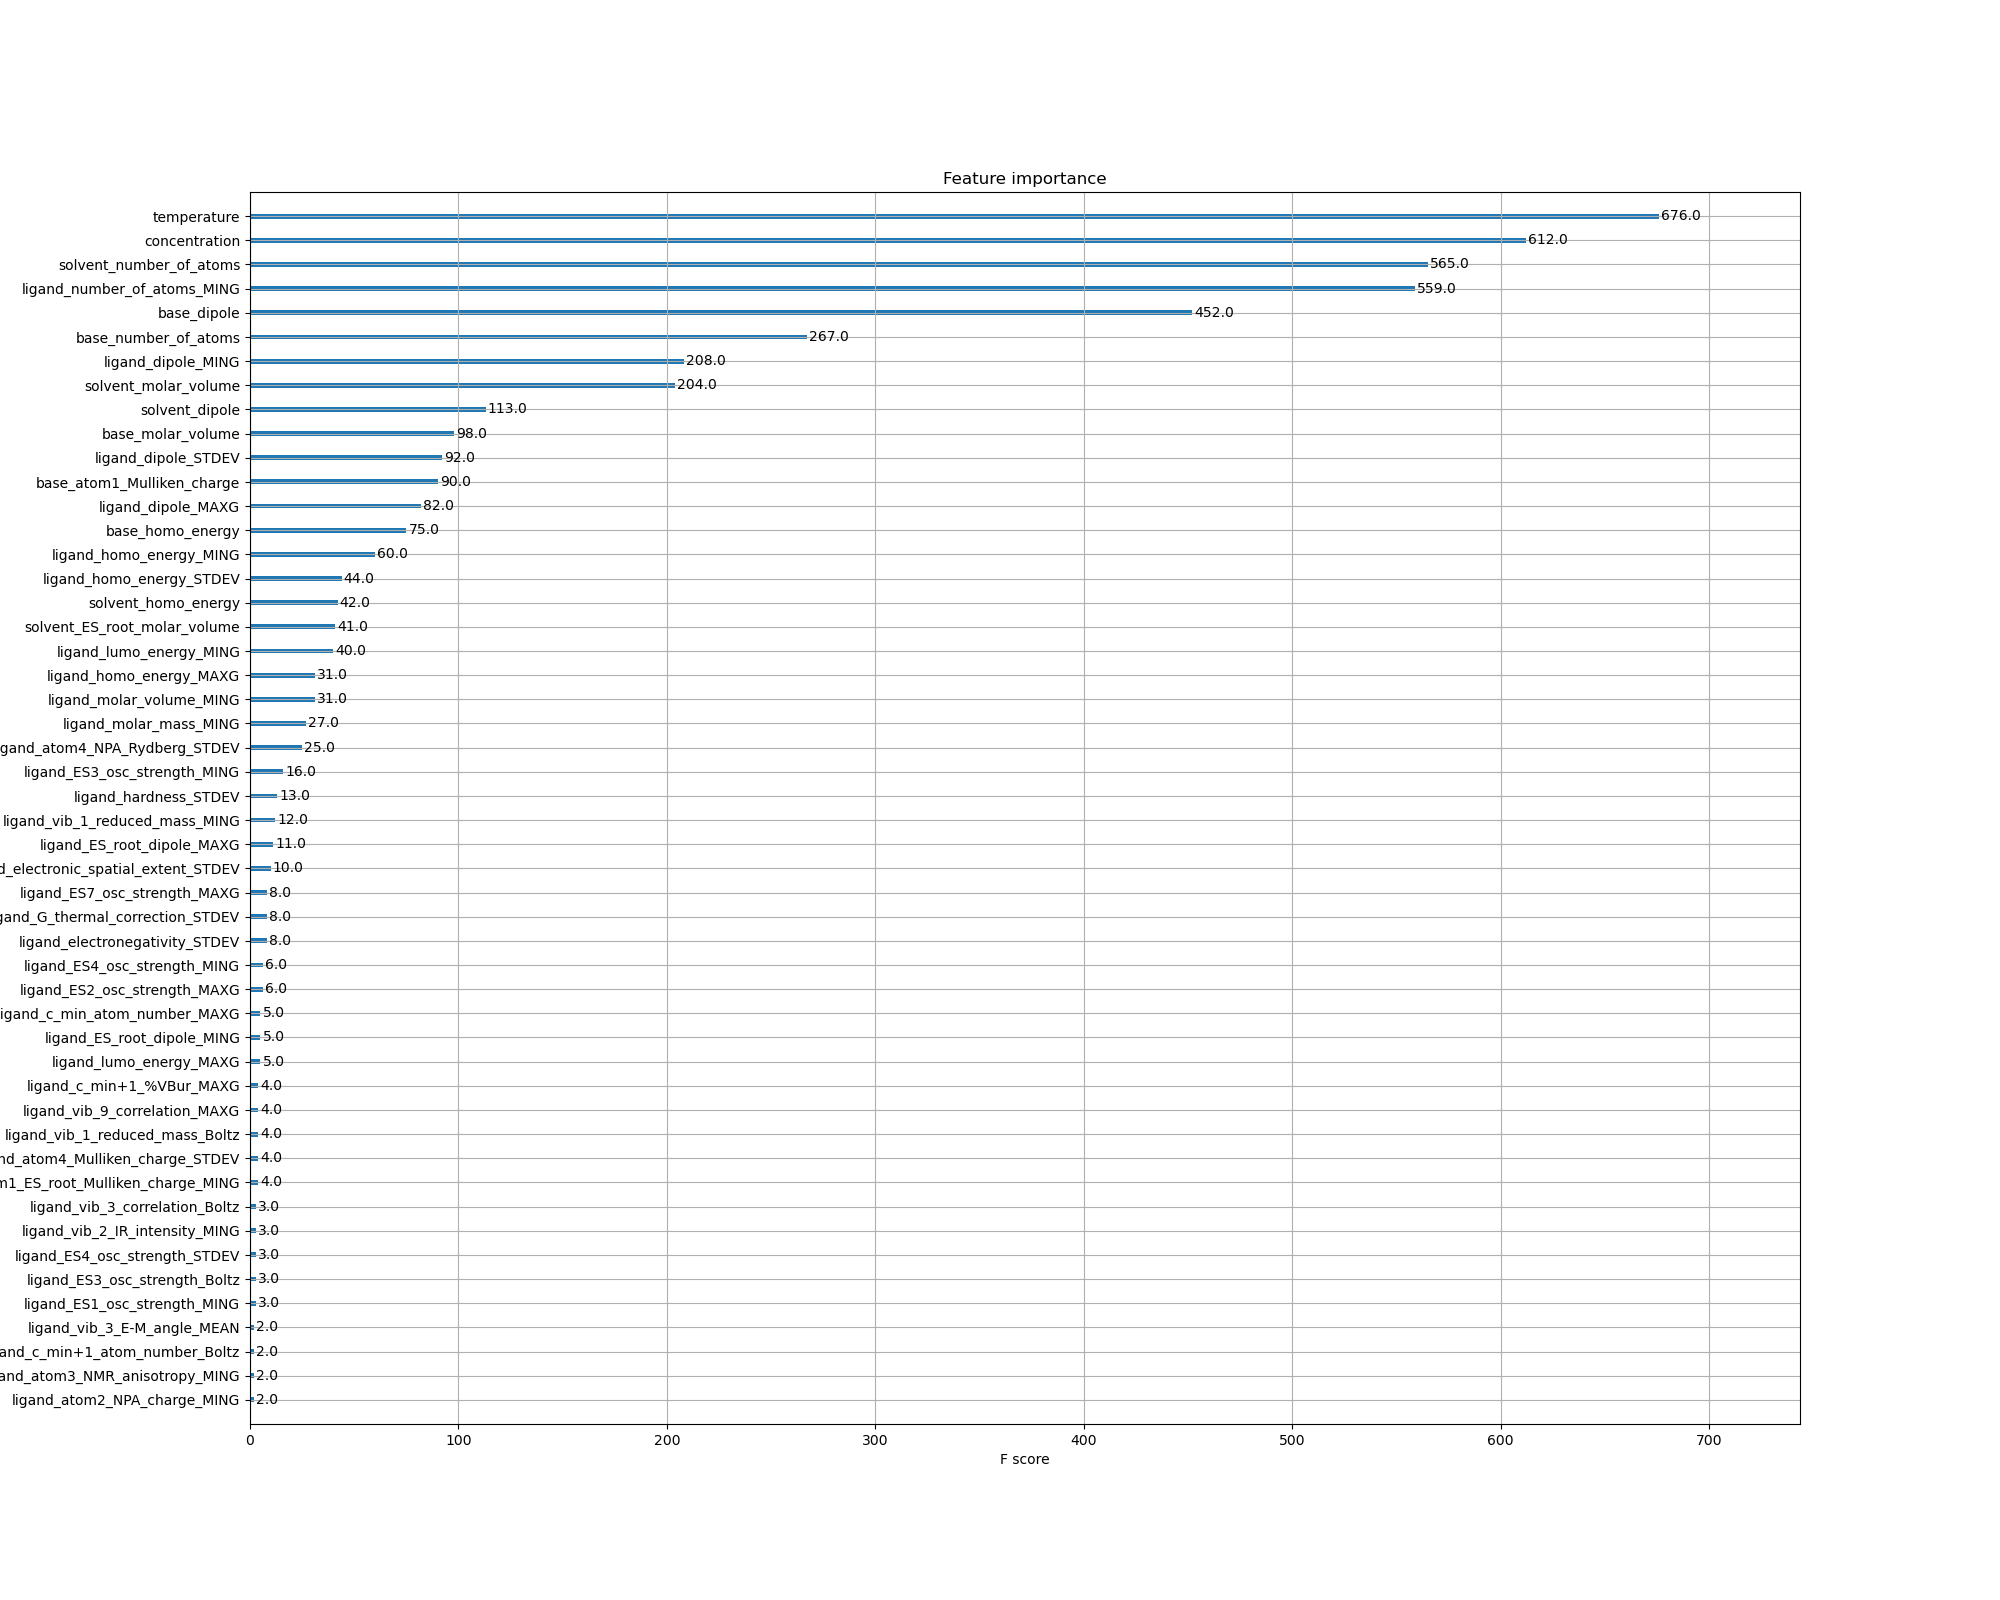 Feature importance
temperature 676.0
concentration 612.0
solvent_number_of_atoms 565.0
ligand_number_of_atoms_MING 559.0
base_dipole 452.0
base_number_of_atoms 267.0
ligand_dipole_MING 208.0
solvent_molar_volume 204.0
solvent_dipole 113.0
base_molar_volume 98.0
ligand_dipole_STDEV 92.0
base_atom1_Mulliken_charge 90.0
ligand_dipole_MAXG 82.0
base_homo_energy 75.0
ligand_homo_energy_MING 60.0
ligand_homo_energy_STDEV 44.0
solvent_homo_energy 42.0
solvent_ES_root_molar_volume 41.0
ligand_lumo_energy_MING 40.0
ligand_homo_energy_MAXG 31.0
ligand_molar_volume_MING 31.0
ligand_molar_mass_MING 27.0
gand_atom4_NPA_Rydberg_STDEV 25.0
ligand_ES3_osc_strength_MING 16.0
ligand_hardness_STDEV 13.0
ligand_vib_1_reduced_mass_MING 12.0
ligand_ES_root_dipole_MAXG 11.0
d_electronic_spatial_extent_STDEV 10.0
ligand_ES7_osc_strength_MAXG 8.0
gand_G_thermal_correction_STDEV 8.0
ligand_electronegativity_STDEV 8.0
ligand_ES4_osc_strength_MING 6.0
ligand_ES2_osc_strength_MAXG 6.0
igand_c_min_atom_number_MAXG 5.0
ligand_ES_root_dipole_MING 5.0
ligand_lumo_energy_MAXG 5.0
ligand_c_min+1_%VBur_MAXG 4.0
ligand_vib_9_correlation_MAXG 4.0
ligand_vib_1_reduced_mass_Boltz 4.0
nd_atom4_Mulliken_charge_STDEV 4.0
m1_ES_root_Mulliken_charge_MING 4.0
ligand_vib_3_correlation_Boltz 3.0
ligand_vib_2_IR_intensity_MING 3.0
ligand_ES4_osc_strength_STDEV 3.0
ligand_ES3_osc_strength_Boltz 3.0
ligand_ES1_osc_strength_MING 3.0
ligand_vib_3_E-M_angle_MEAN 2.0
and_c_min+1_atom_number_Boltz 2.0
and_atom3_NMR_anisotropy_MING 2.0
ligand_atom2_NPA_charge_MING 2.0
0 100 200 300 400 500 600 700
F score